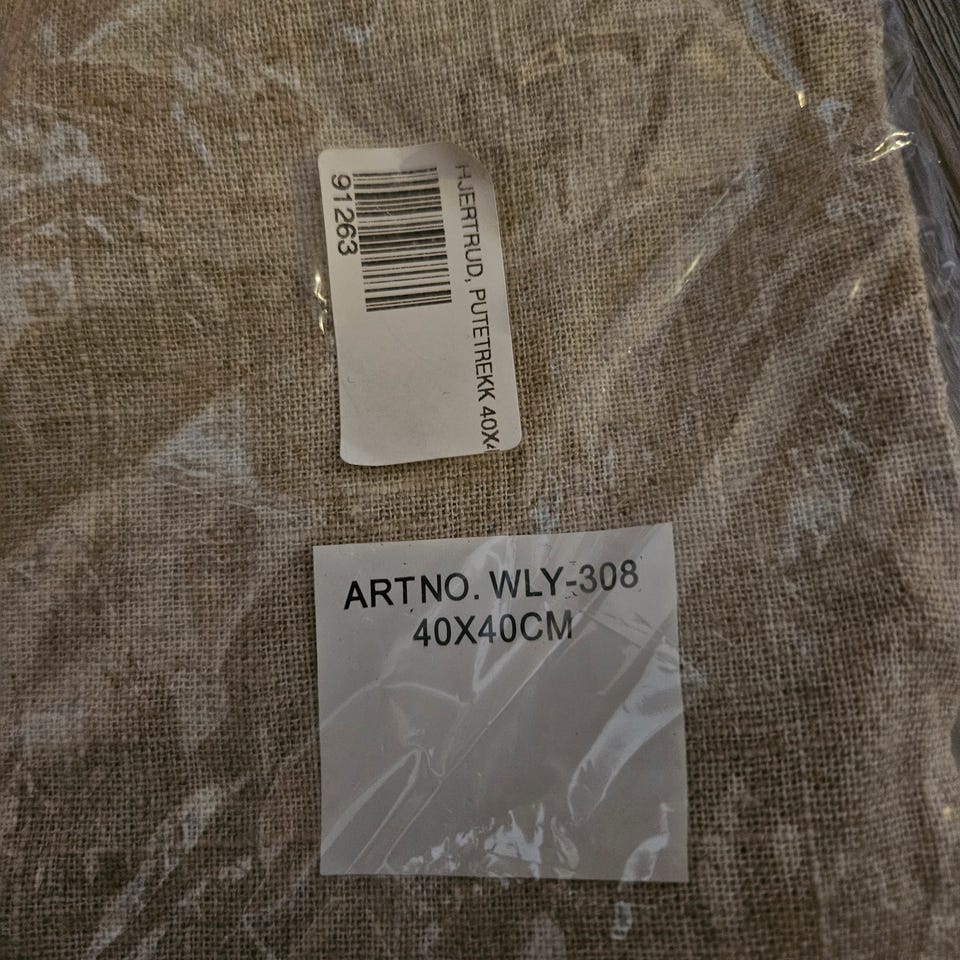 HJERTRUD, PUTETREKK 40X4
91263
ARTNO. WLY-308
40X40CM